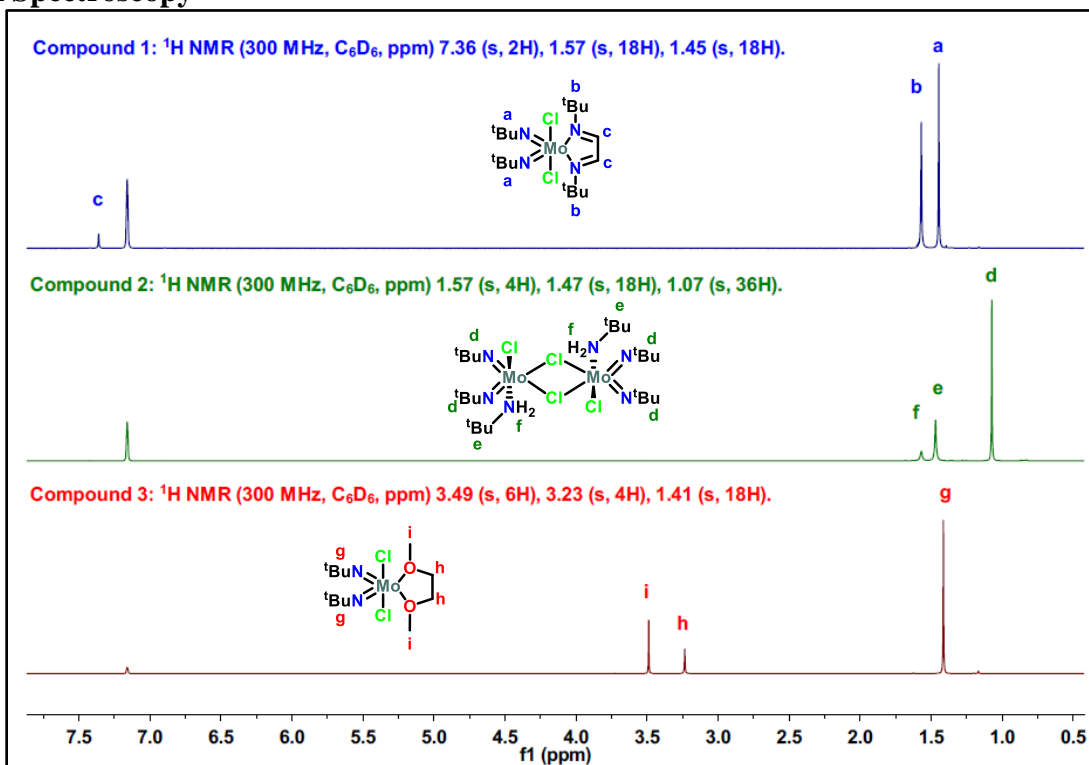 Spectroscopy
Compound 1: ¹H NMR (300 MHz, C₆D₆, ppm) 7.36 (s, 2H), 1.57 (s, 18H), 1.45 (s, 18H).
a
b
b
ᵗBu
a
Cl
ᵗBuN
N
c
Mo
ᵗBuN
N
c
a
Cl
ᵗBu
b
c
Compound 2: ¹H NMR (300 MHz, C₆D₆, ppm) 1.57 (s, 4H), 1.47 (s, 18H), 1.07 (s, 36H).
d
e
f
ᵗBu
d
Cl
H₂N
d
ᵗBuN
Cl
NᵗBu
Mo
Mo
ᵗBuN
Cl
NᵗBu
d
NH₂
Cl
d
ᵗBu
f
e
e
f
Compound 3: ¹H NMR (300 MHz, C₆D₆, ppm) 3.49 (s, 6H), 3.23 (s, 4H), 1.41 (s, 18H).
g
i
g
Cl
ᵗBuN
O
h
Mo
ᵗBuN
O
h
g
Cl
i
i
h
7.5 7.0 6.5 6.0 5.5 5.0 4.5 4.0 3.5 3.0 2.5 2.0 1.5 1.0 0.5
f1 (ppm)